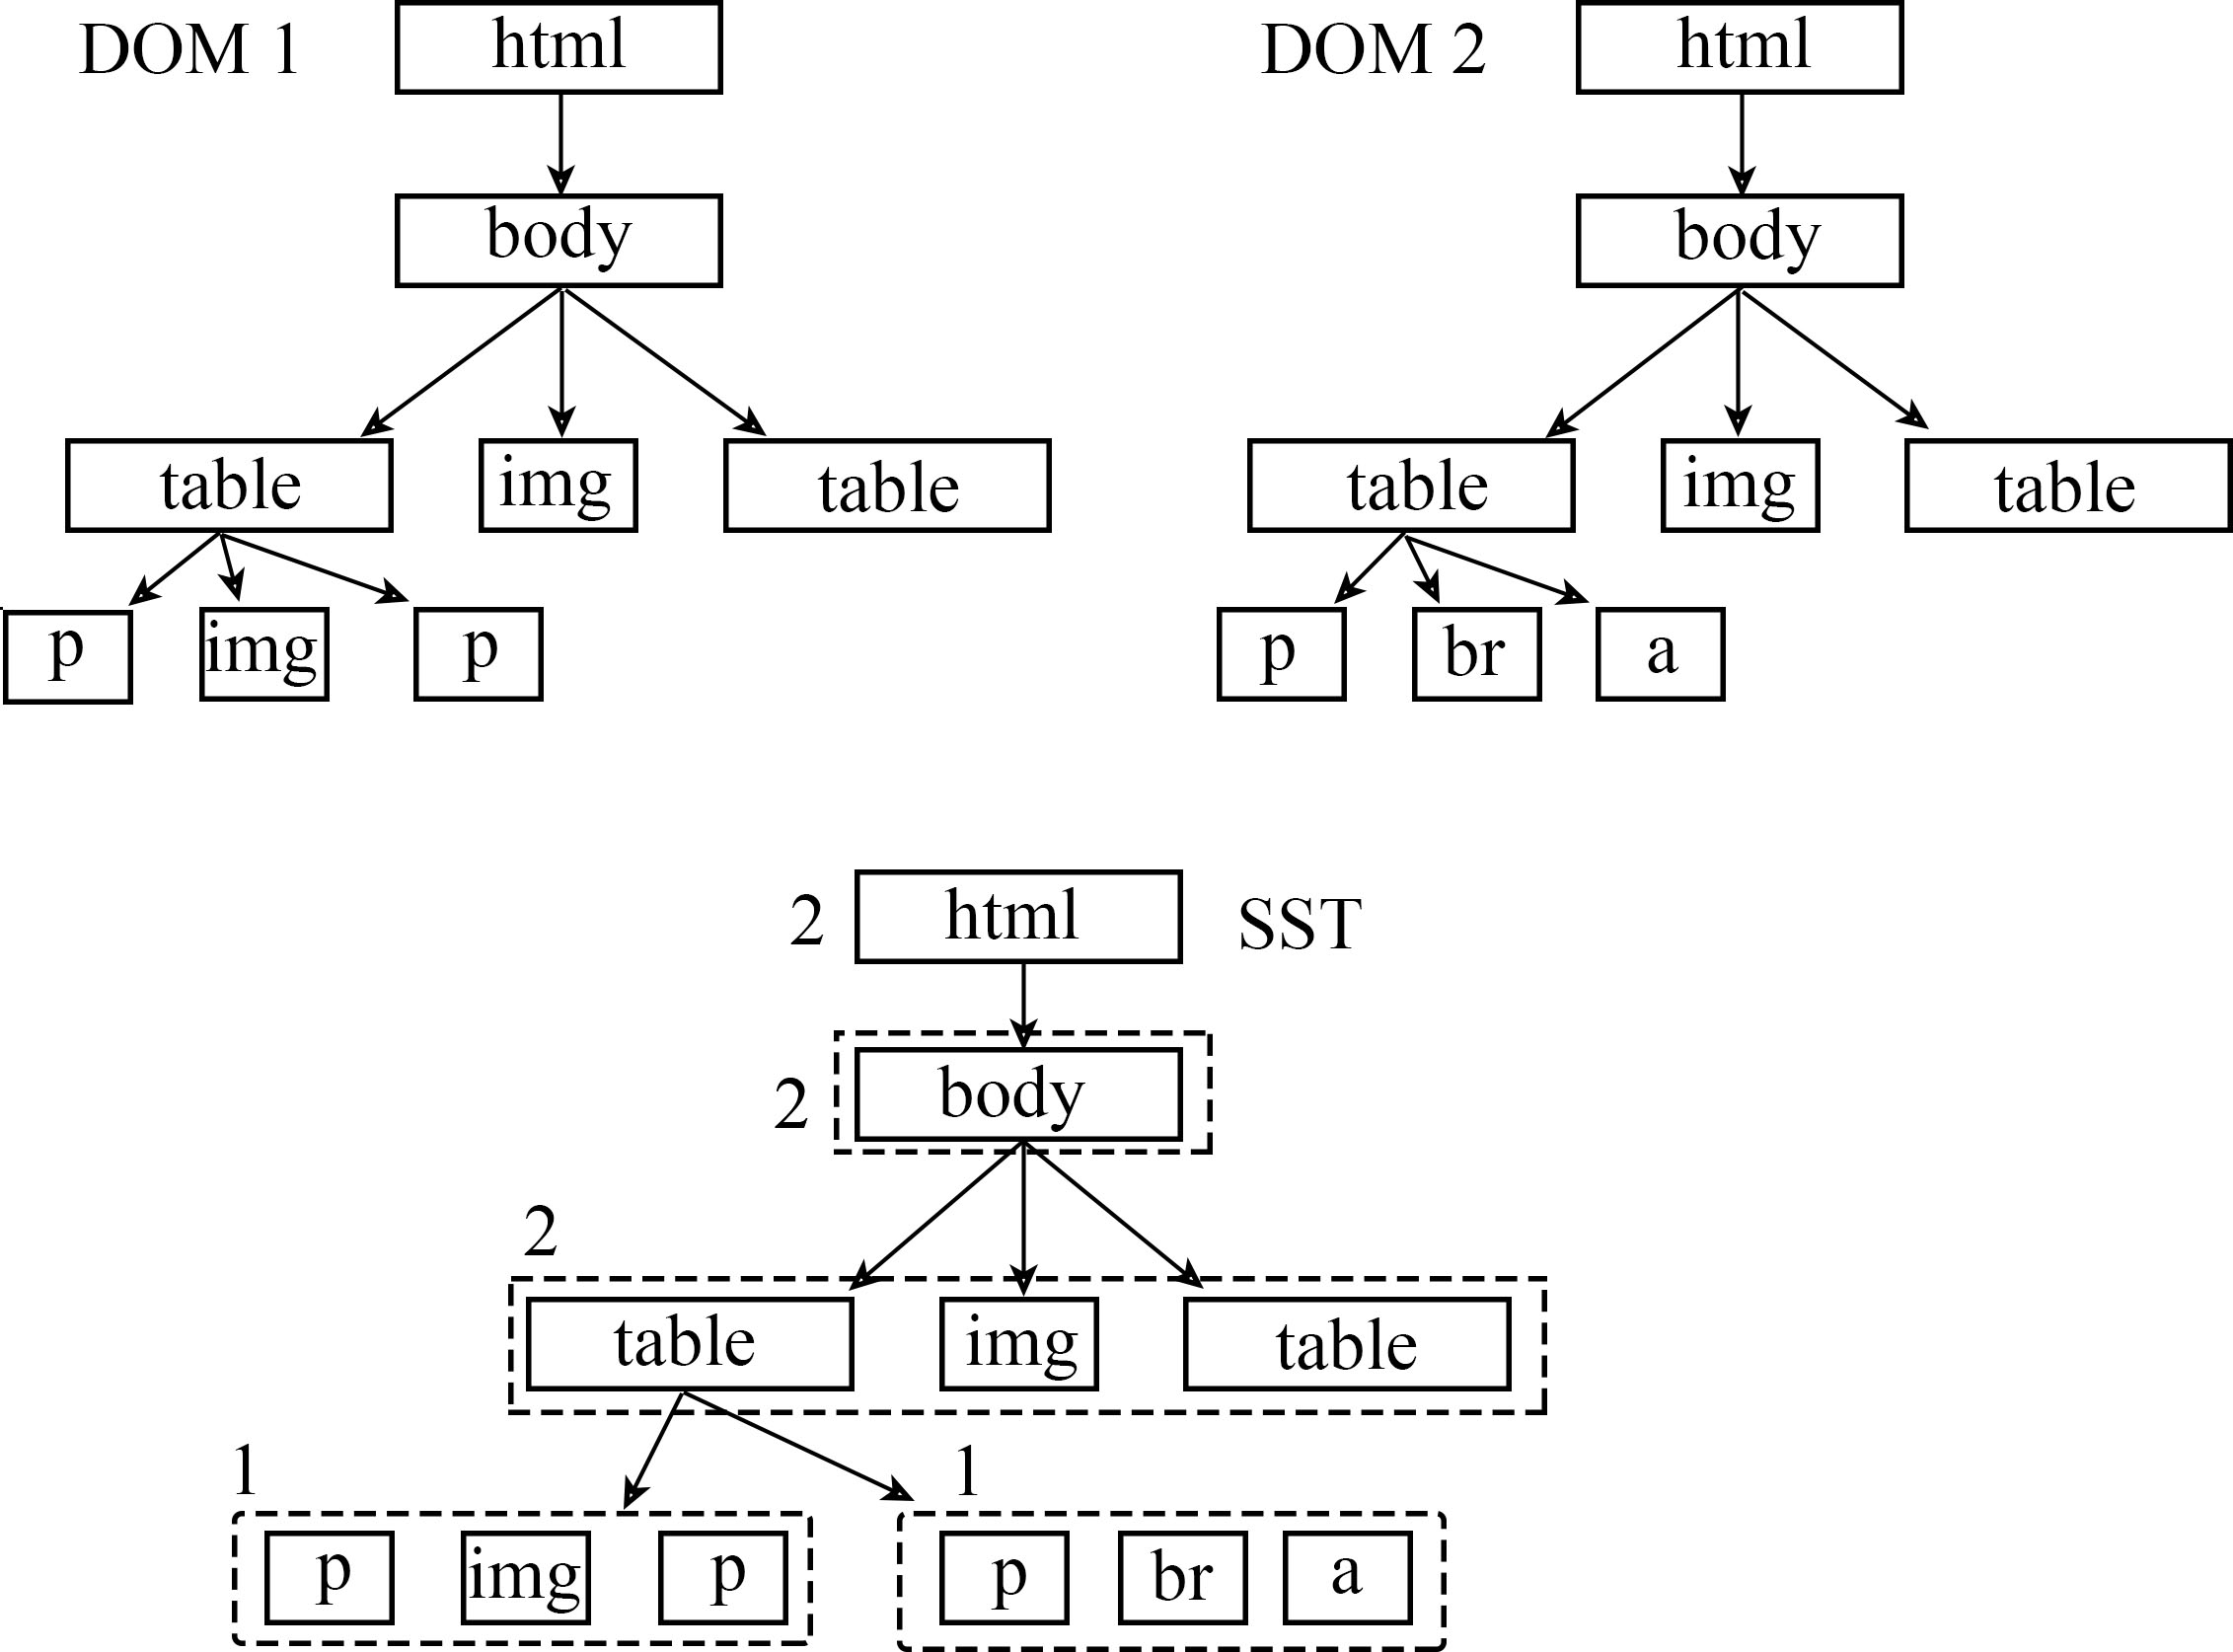 DOM 1 html DOM 2 html
body body
table img table table img table
p img p p br a
2 html SST
2 body
2
table img table
1 1
p img p p br a